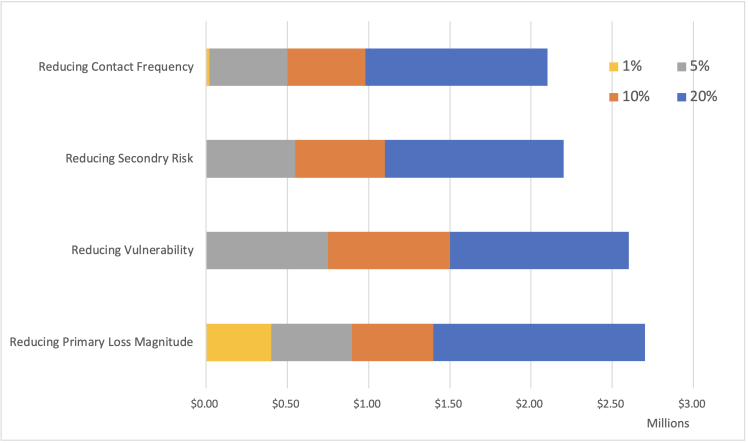 Reducing Contact Frequency
1% 5%
10% 20%
Reducing Secondry Risk
Reducing Vulnerability
Reducing Primary Loss Magnitude
$0.00 $0.50 $1.00 $1.50 $2.00 $2.50 $3.00
Millions